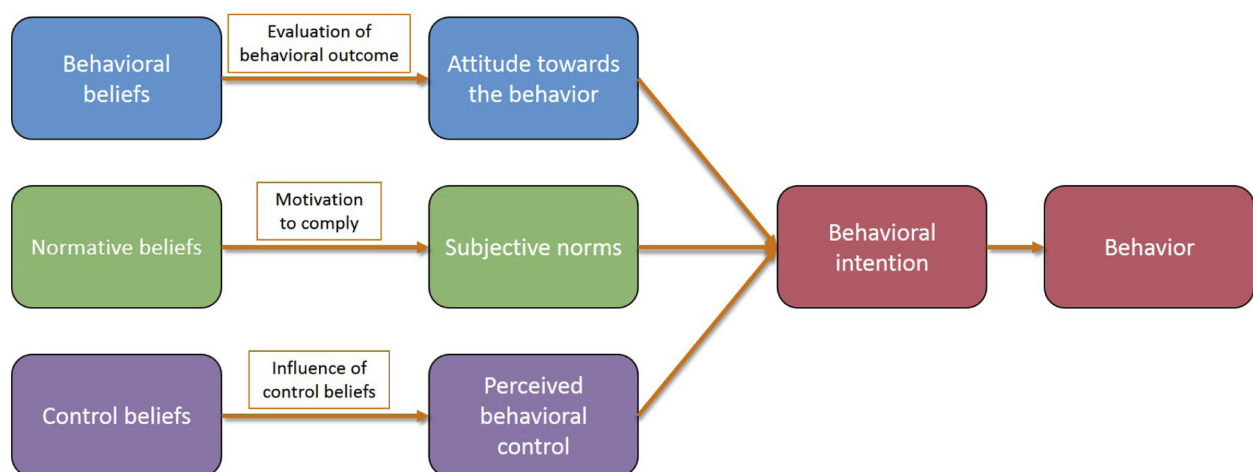 Behavioral
beliefs
Evaluation of
behavioral outcome
Attitude towards
the behavior
Normative beliefs
Motivation
to comply
Subjective norms
Behavioral
intention
Behavior
Control beliefs
Influence of
control beliefs
Perceived
behavioral
control